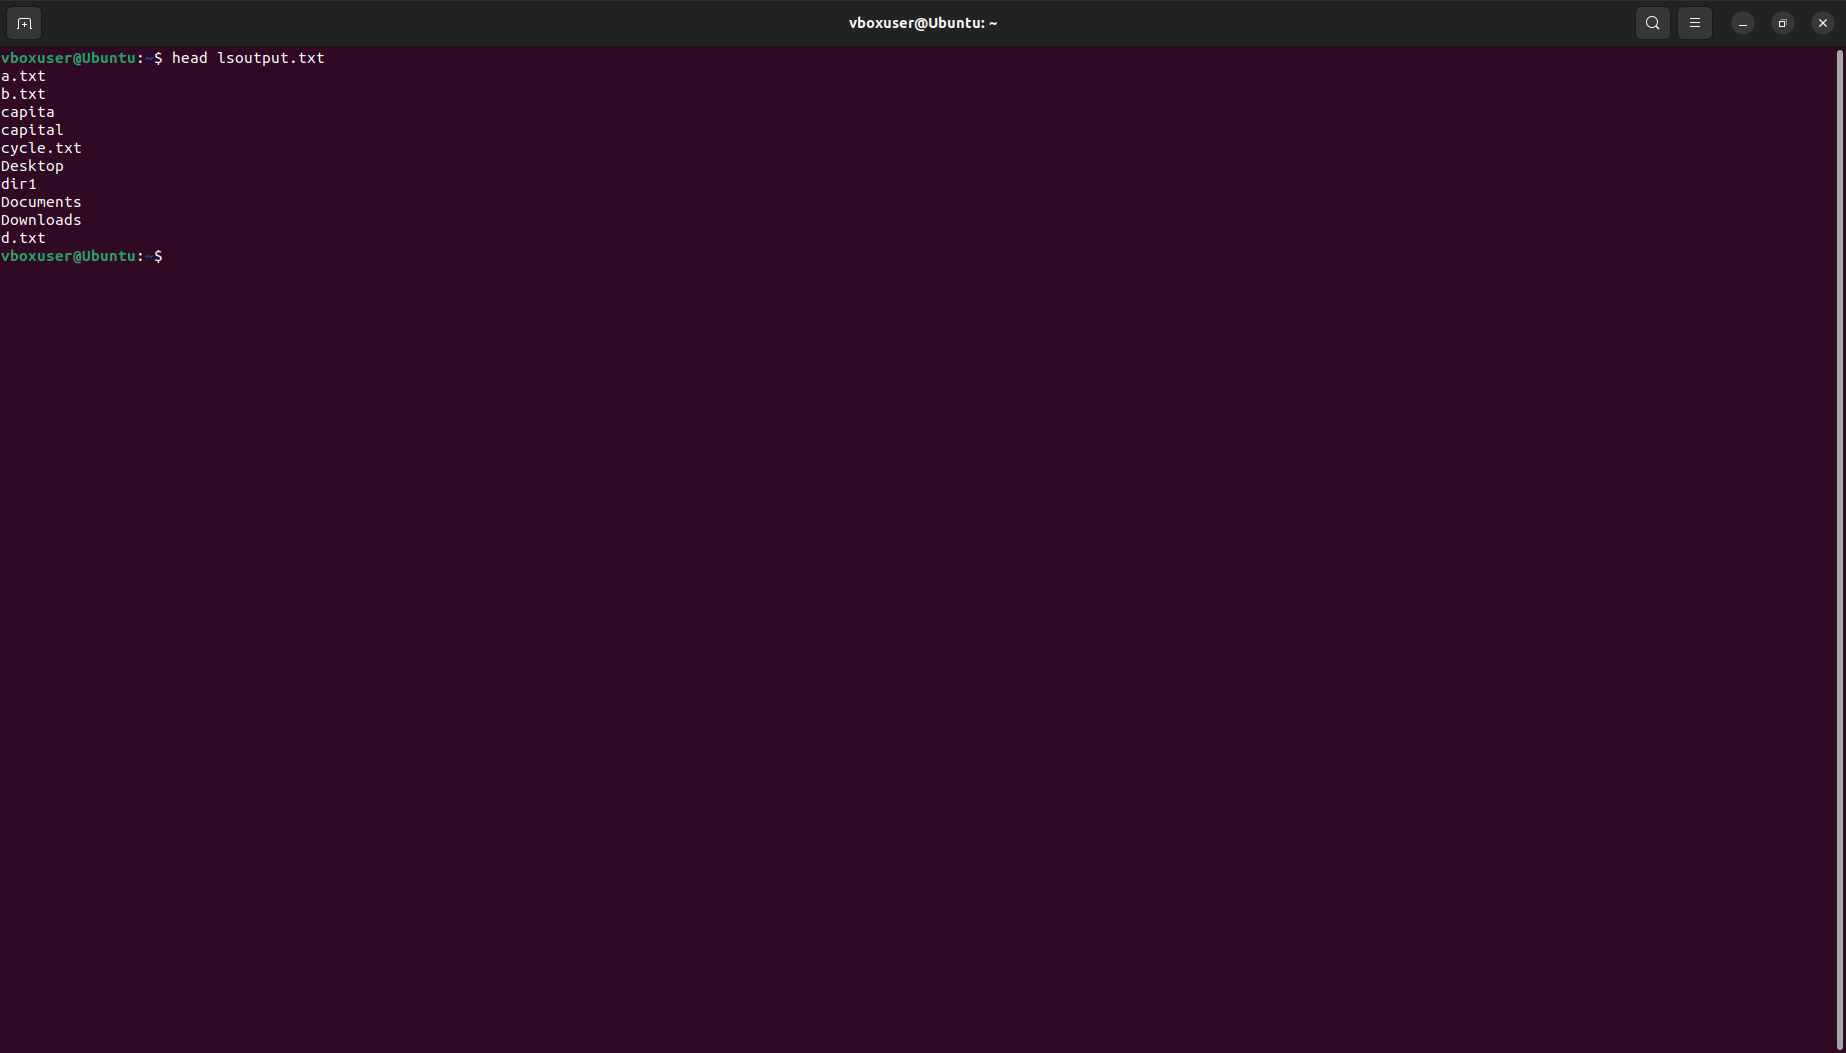 vboxuser@Ubuntu: ~
vboxuser@Ubuntu:~$ head lsoutput.txt
a.txt
b.txt
capita
capital
cycle.txt
Desktop
dir1
Documents
Downloads
d.txt
vboxuser@Ubuntu:~$